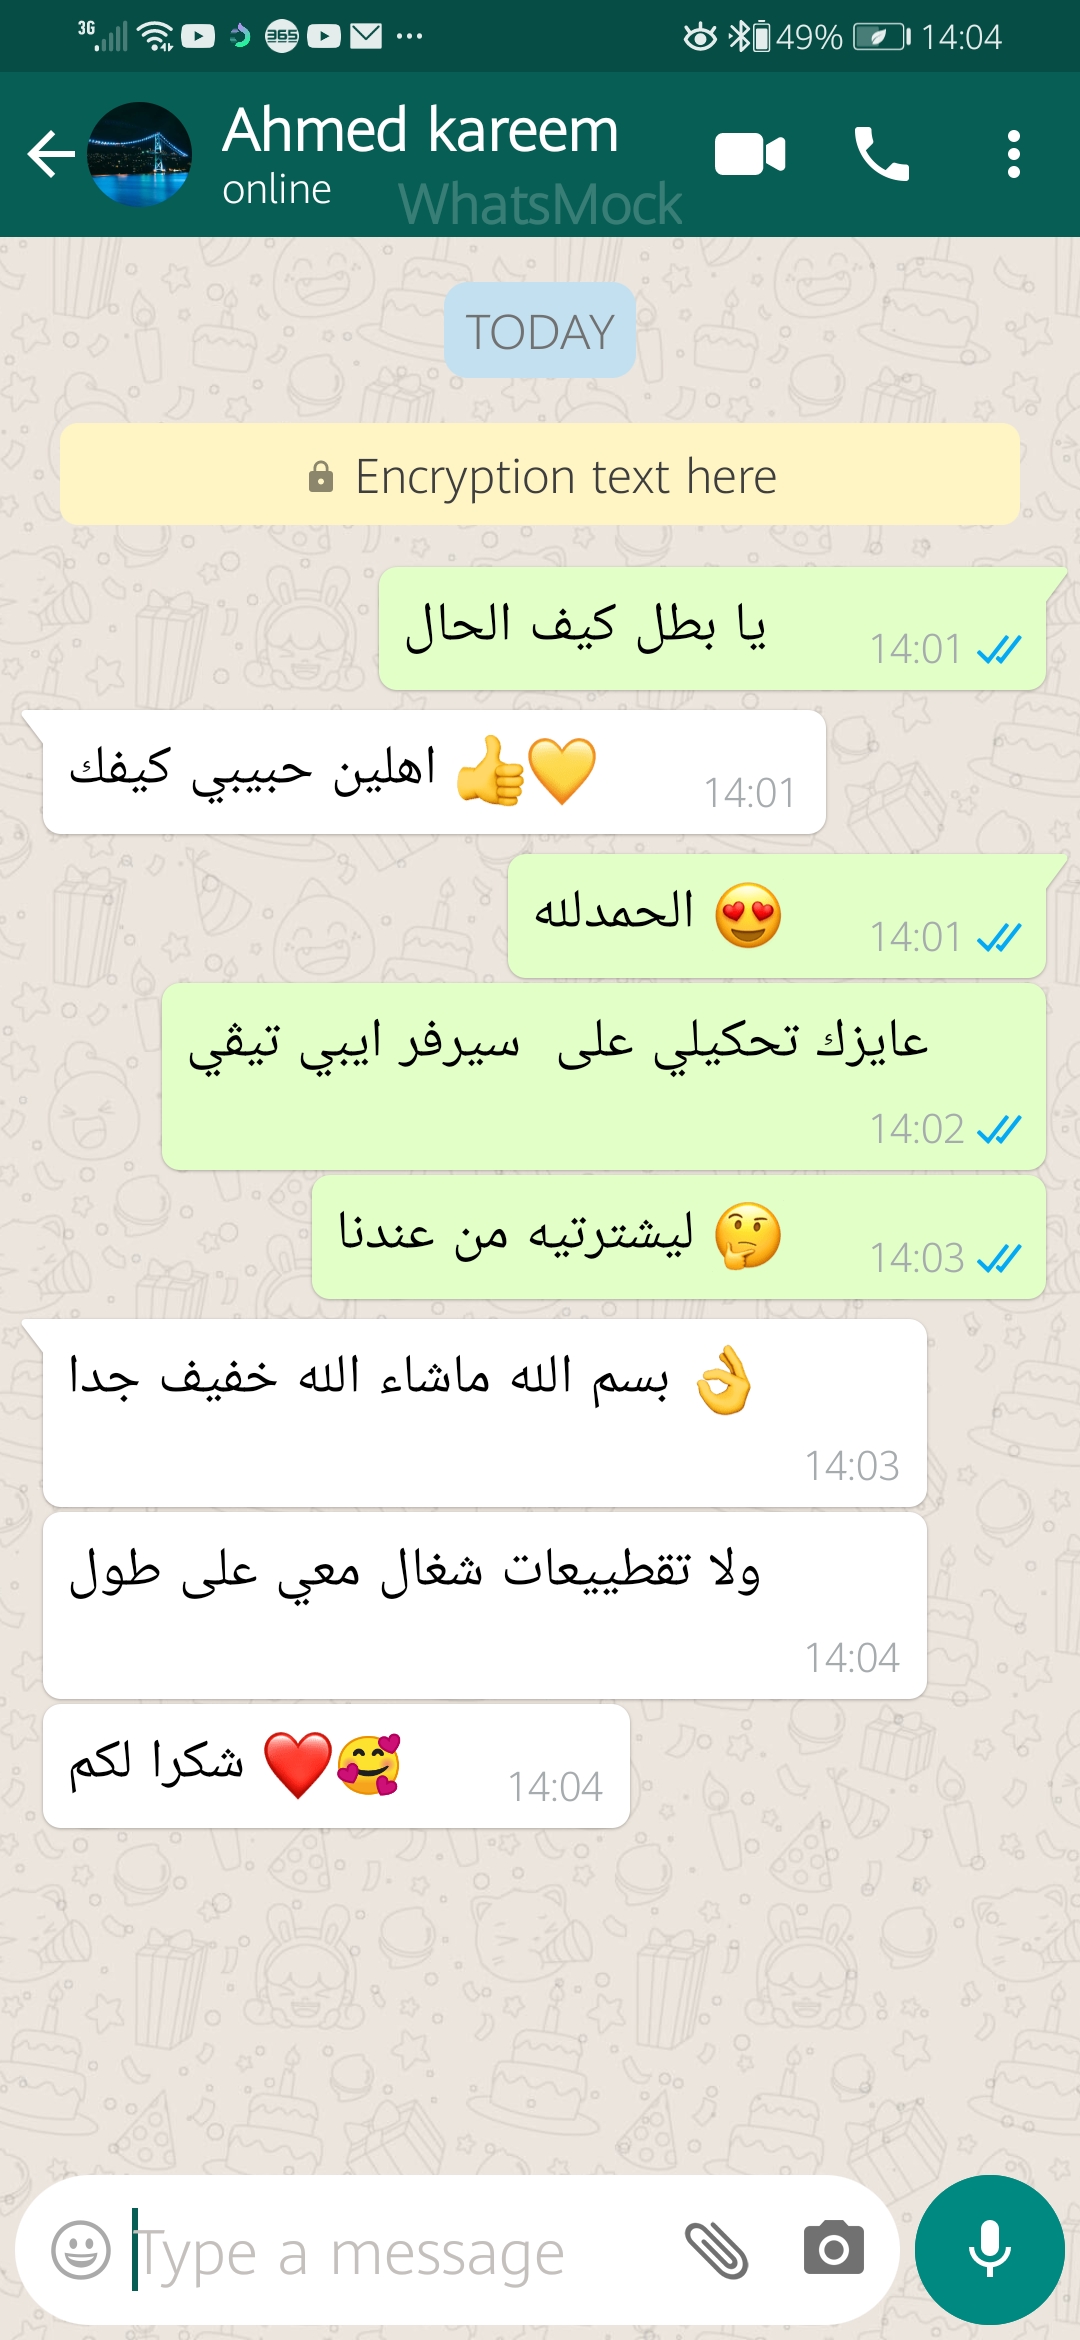 3G 365 49% 14:04
Ahmed kareem
online
WhatsMock
TODAY
Encryption text here
يا بطل كيف الحال
14:01
اهلين حبيبي كيفك 👍💛
14:01
الحمدلله 😍
14:01
عايزك تحكيلي على سيرفر ايبي تيڤي
14:02
ليشترتيه من عندنا 🤔
14:03
بسم الله ماشاء الله خفيف جدا 👌
14:03
ولا تقطييعات شغال معي على طول
14:04
شكرا لكم ❤️🥰
14:04
Type a message